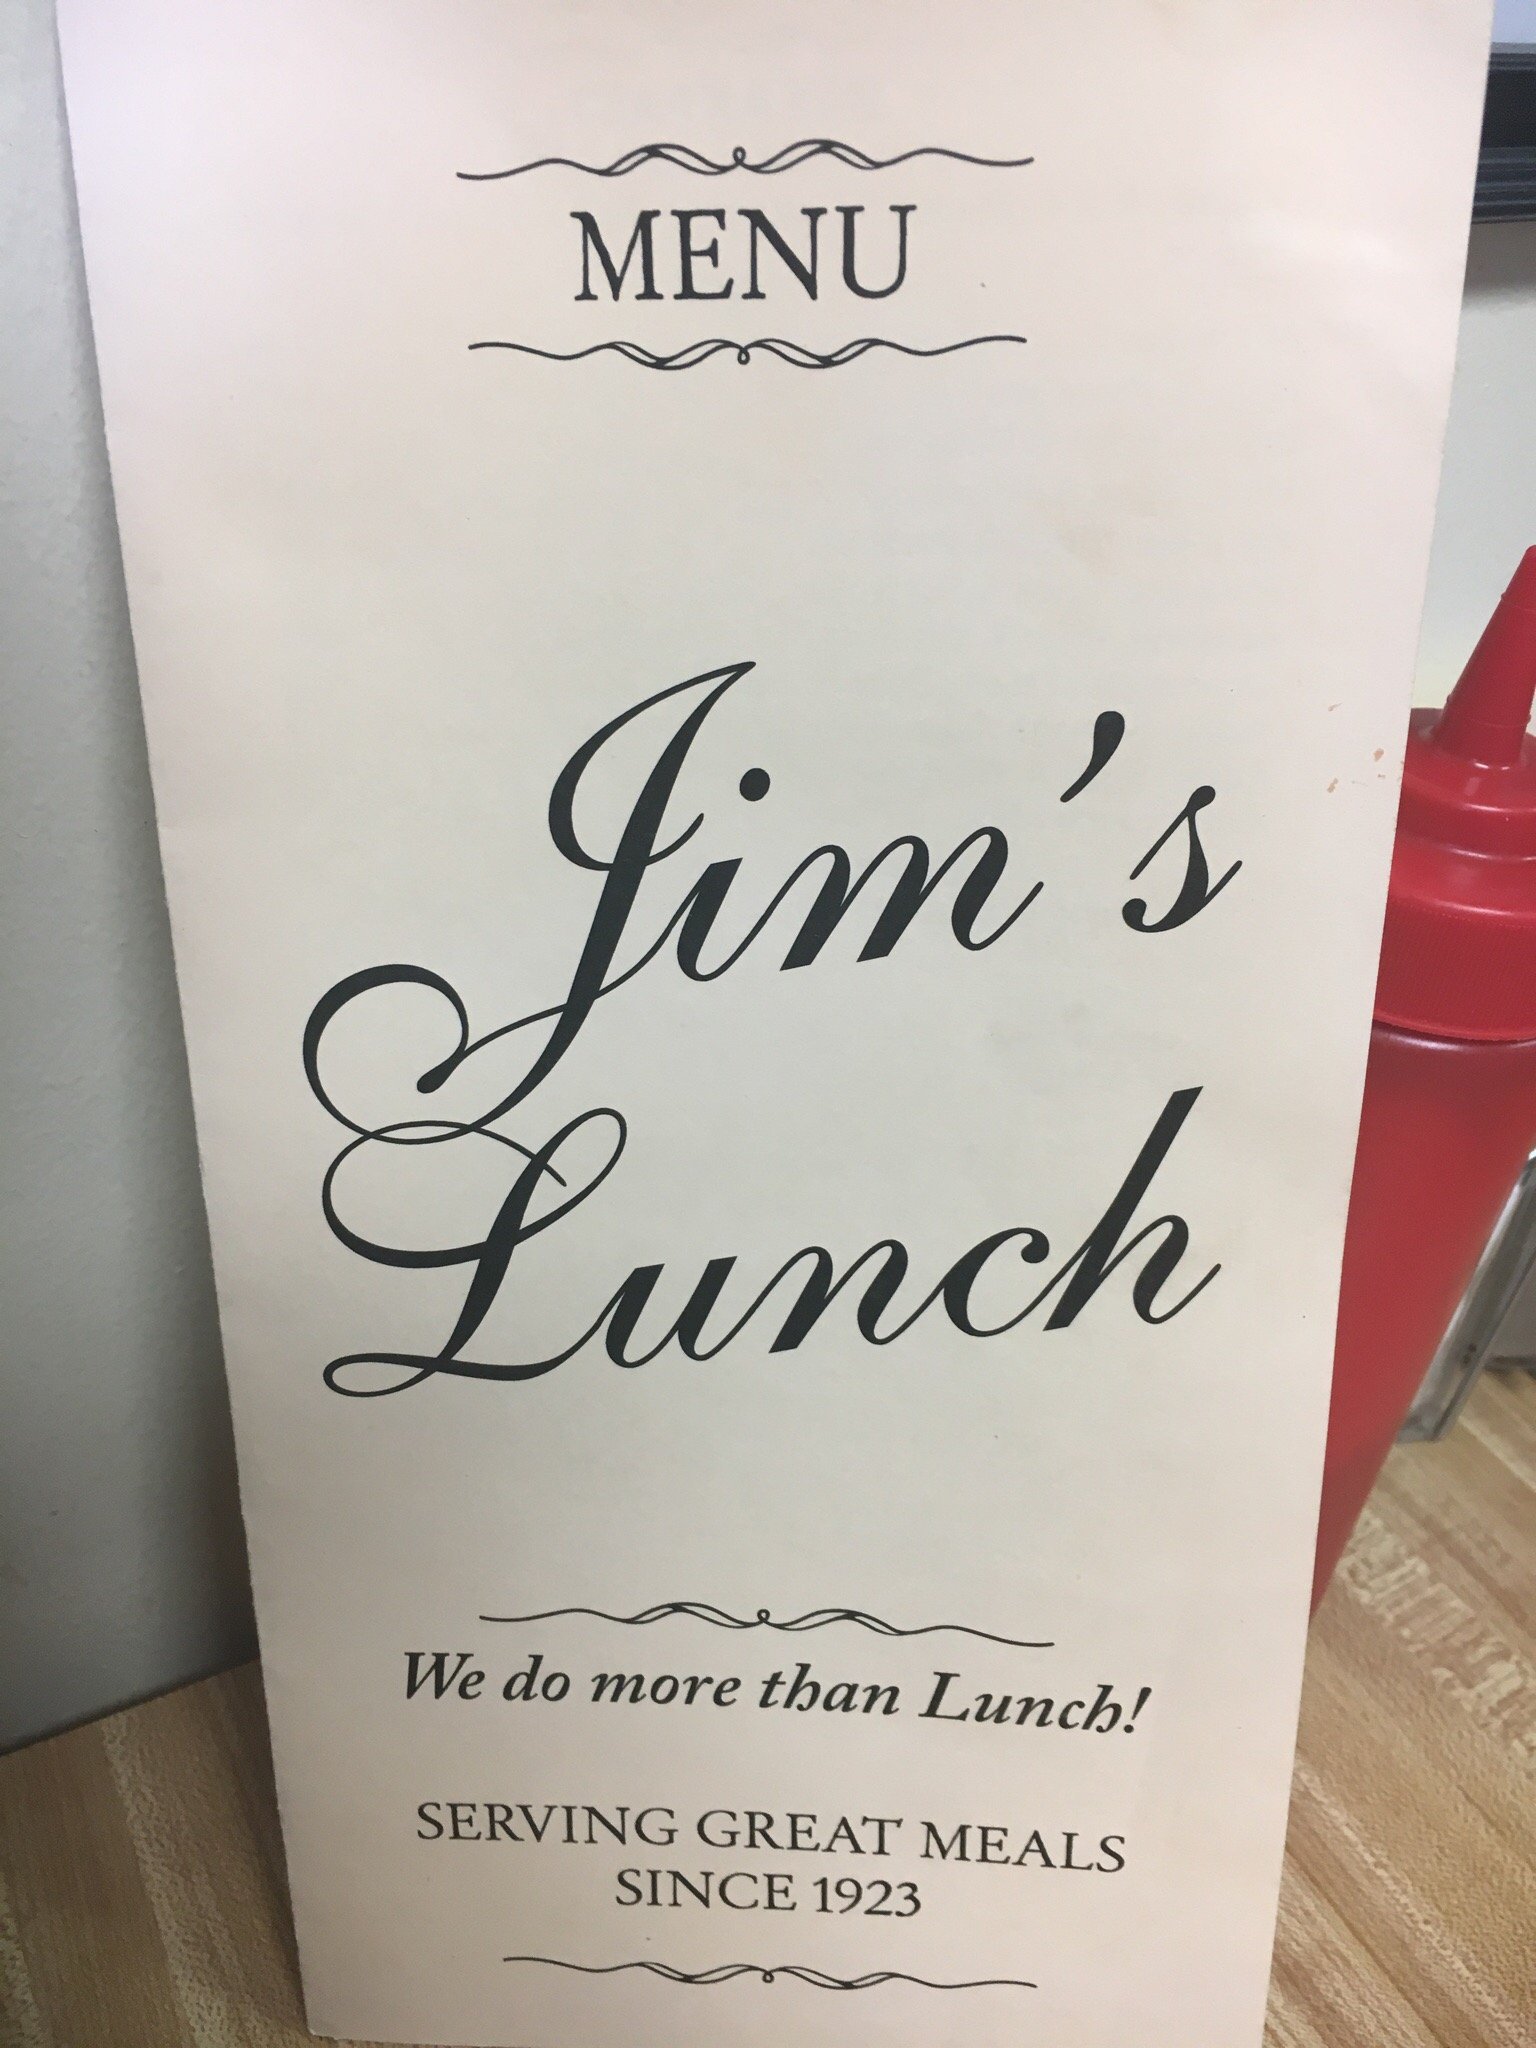 MENU
Jim's
Lunch
We do more than Lunch!
SERVING GREAT MEALS
SINCE 1923